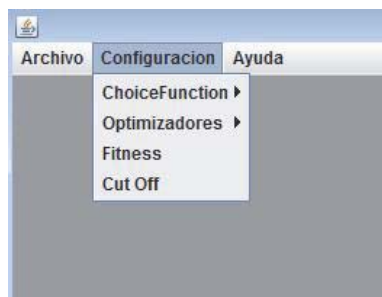 Archivo Configuracion Ayuda
ChoiceFunction
Optimizadores
Fitness
Cut Off